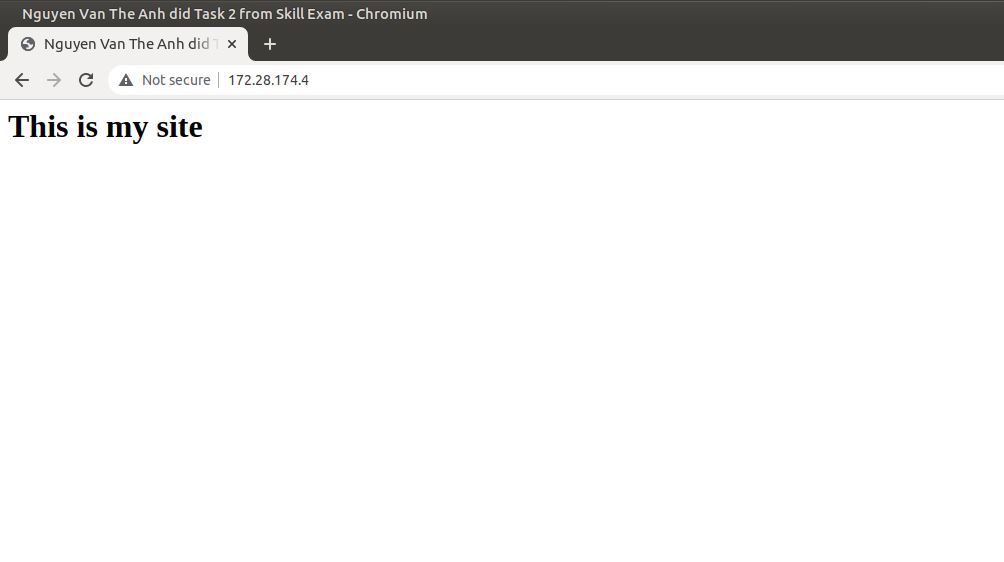 Nguyen Van The Anh did Task 2 from Skill Exam - Chromium
Nguyen Van The Anh did
Not secure 172.28.174.4
This is my site